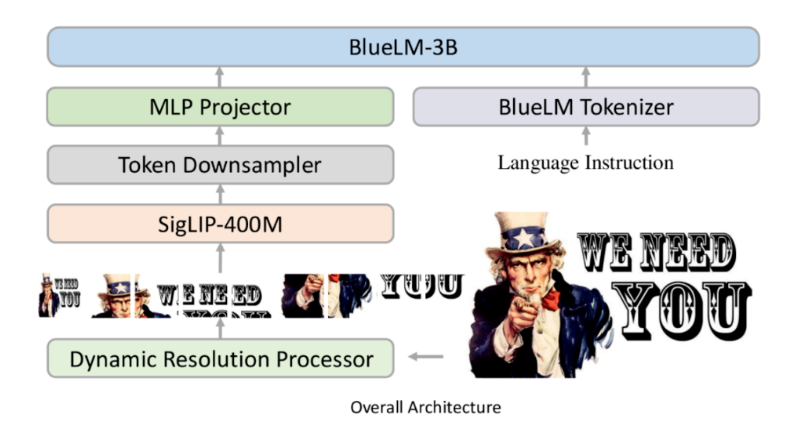 BlueLM-3B
MLP Projector
BlueLM Tokenizer
Token Downsampler
Language Instruction
SigLIP-400M
WE NEED
YOU
WE NEED
YOU
WE NEED
YOU
Dynamic Resolution Processor
Overall Architecture